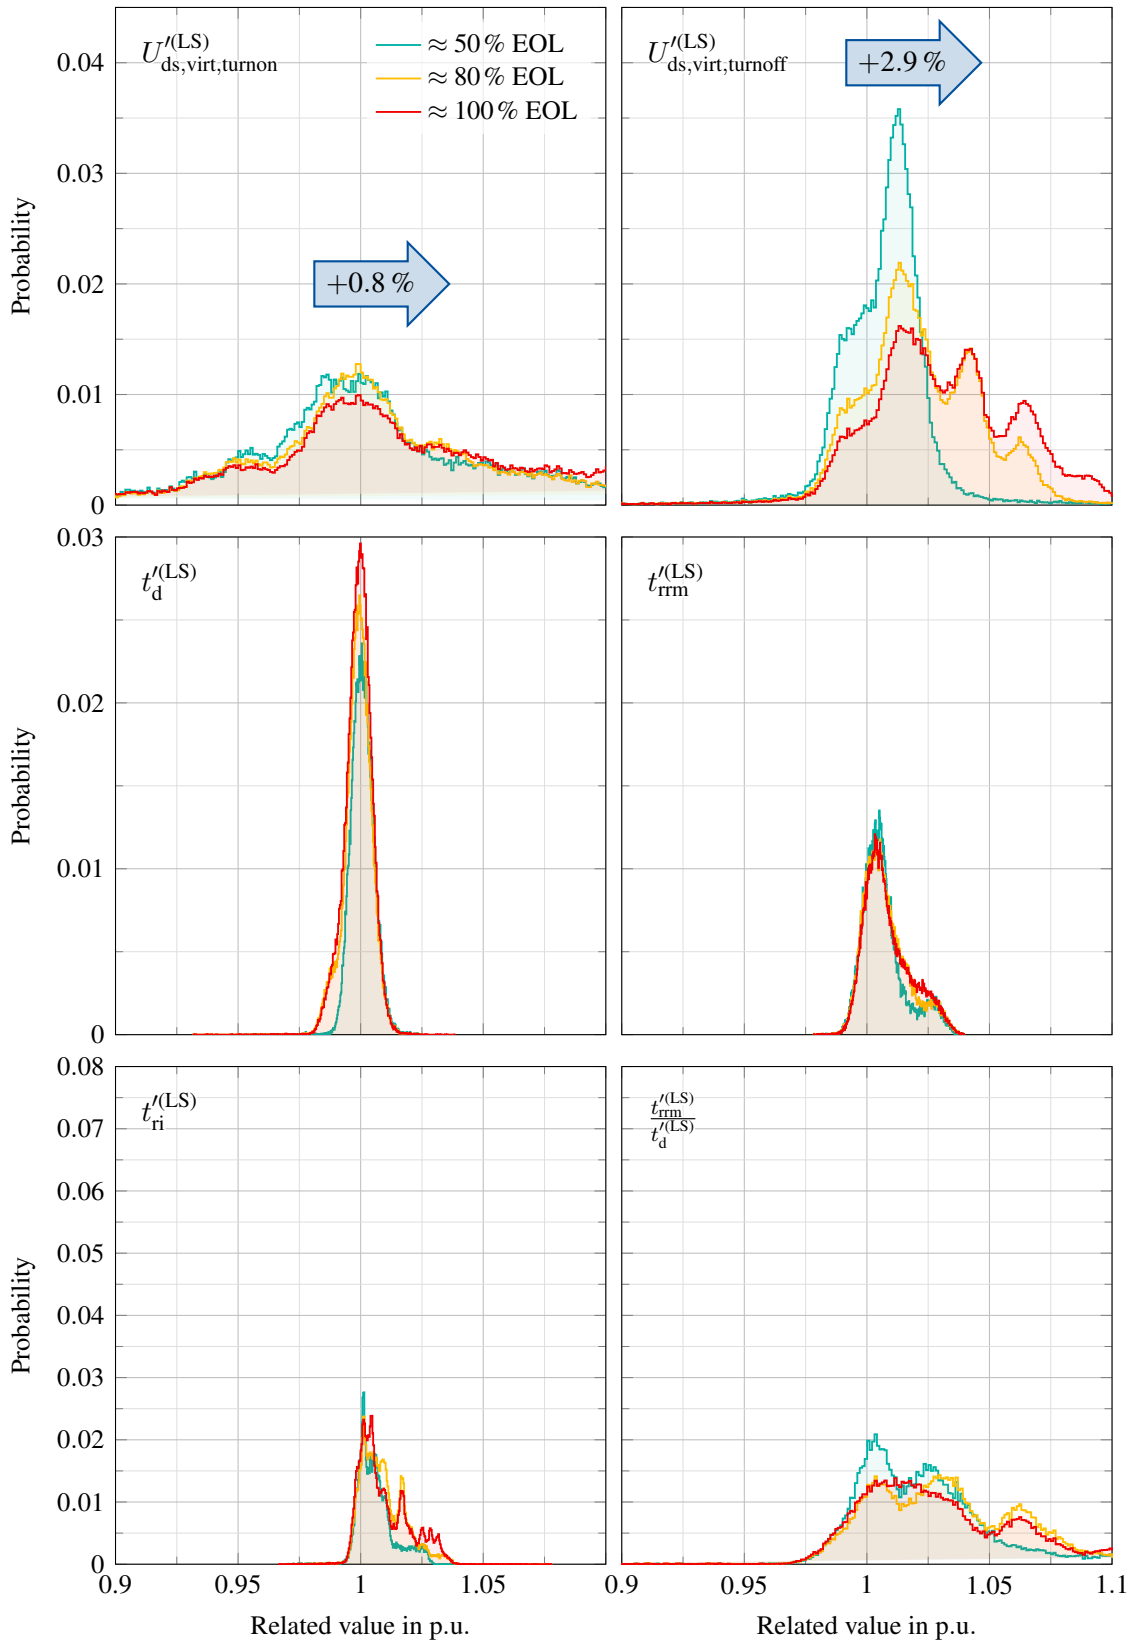 U′(LS)ds,virt,turnon
≈ 50 % EOL
≈ 80 % EOL
≈ 100 % EOL
+0.8 %
U′(LS)ds,virt,turnoff
+2.9 %
0.04
0.03
0.02
0.01
0
Probability
t′(LS)d
t′(LS)rrm
0.03
0.02
0.01
0
Probability
t′(LS)ri
t′(LS)rrm
t′(LS)d
0.08
0.07
0.06
0.05
0.04
0.03
0.02
0.01
0
Probability
0.9 0.95 1 1.05
0.9 0.95 1 1.05 1.1
Related value in p.u.
Related value in p.u.